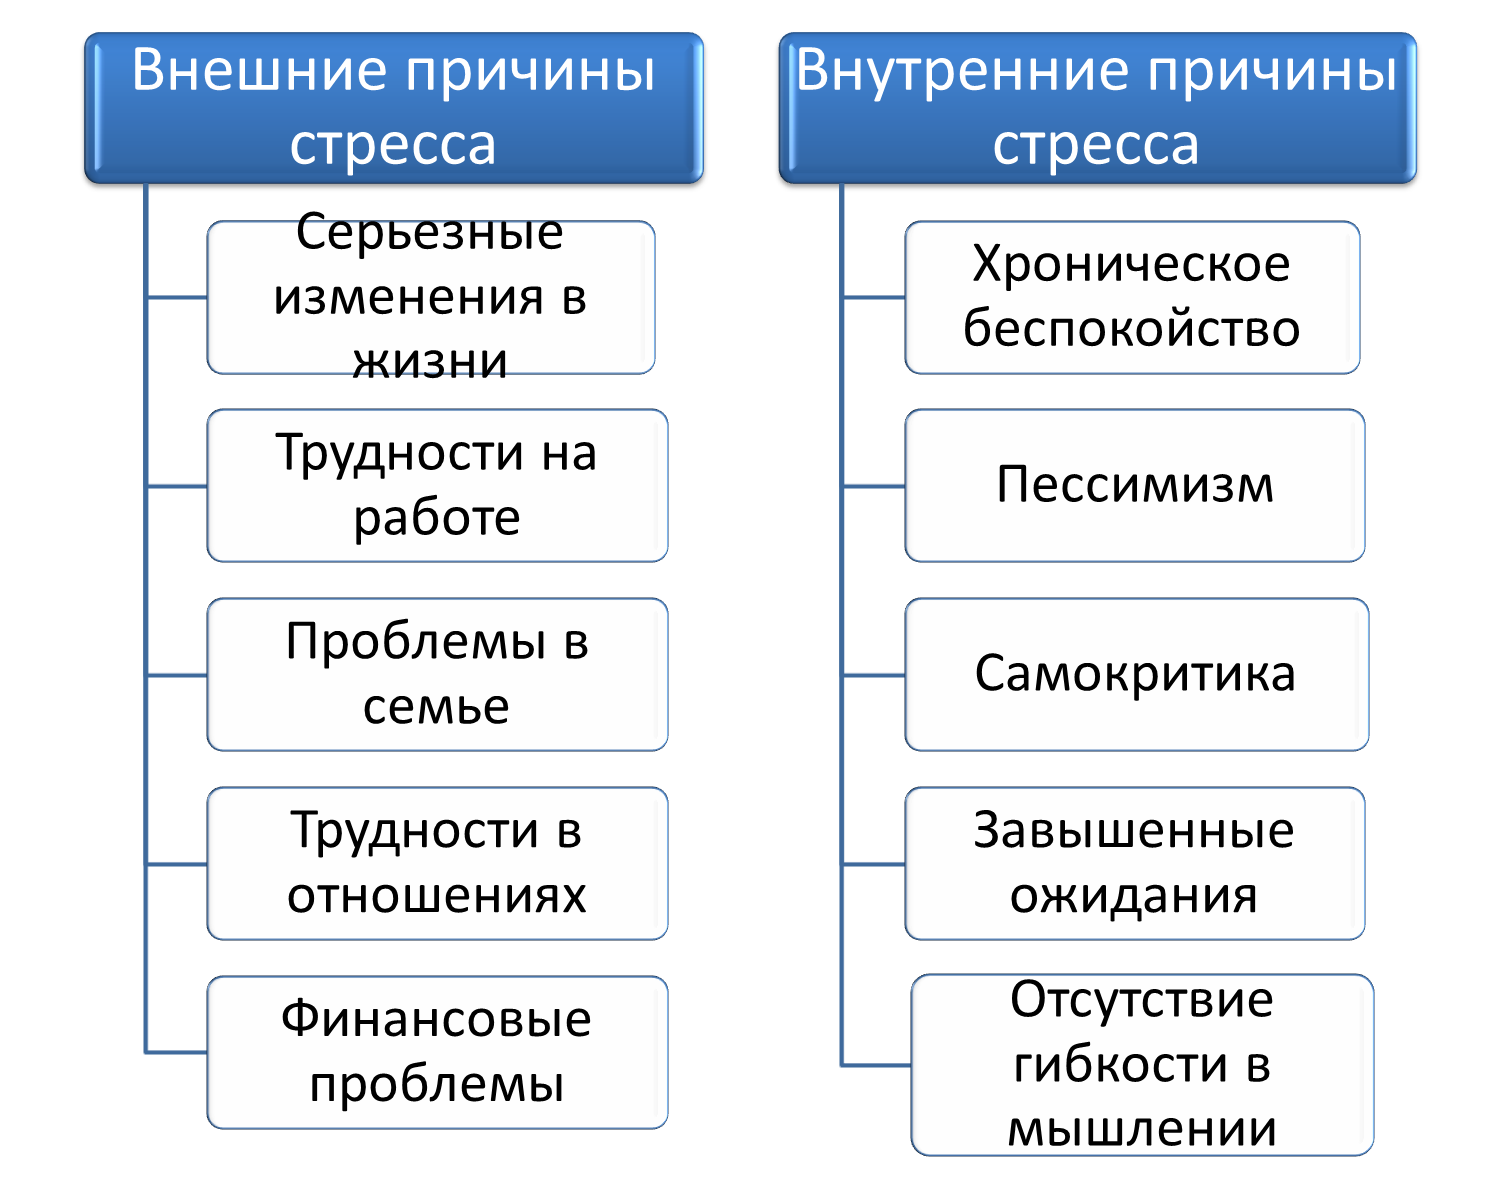 Внешние причины
стресса
Серьезные
изменения в
жизни
Трудности на
работе
Проблемы в
семье
Трудности в
отношениях
Финансовые
проблемы
Внутренние причины
стресса
Хроническое
беспокойство
Пессимизм
Самокритика
Завышенные
ожидания
Отсутствие
гибкости в
мышлении